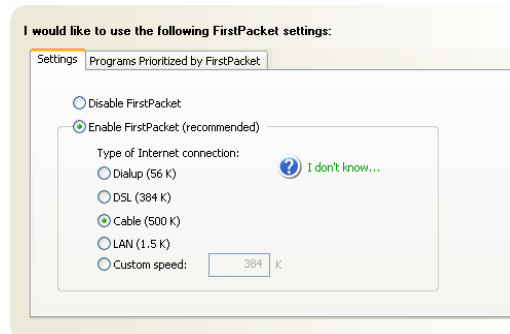 I would like to use the following FirstPacket settings:
Settings Programs Prioritized by FirstPacket
Disable FirstPacket
Enable FirstPacket (recommended)
Type of Internet connection:
Dialup (56 K)
? I don't know...
DSL (384 K)
Cable (500 K)
LAN (1.5 K)
Custom speed: 384 K